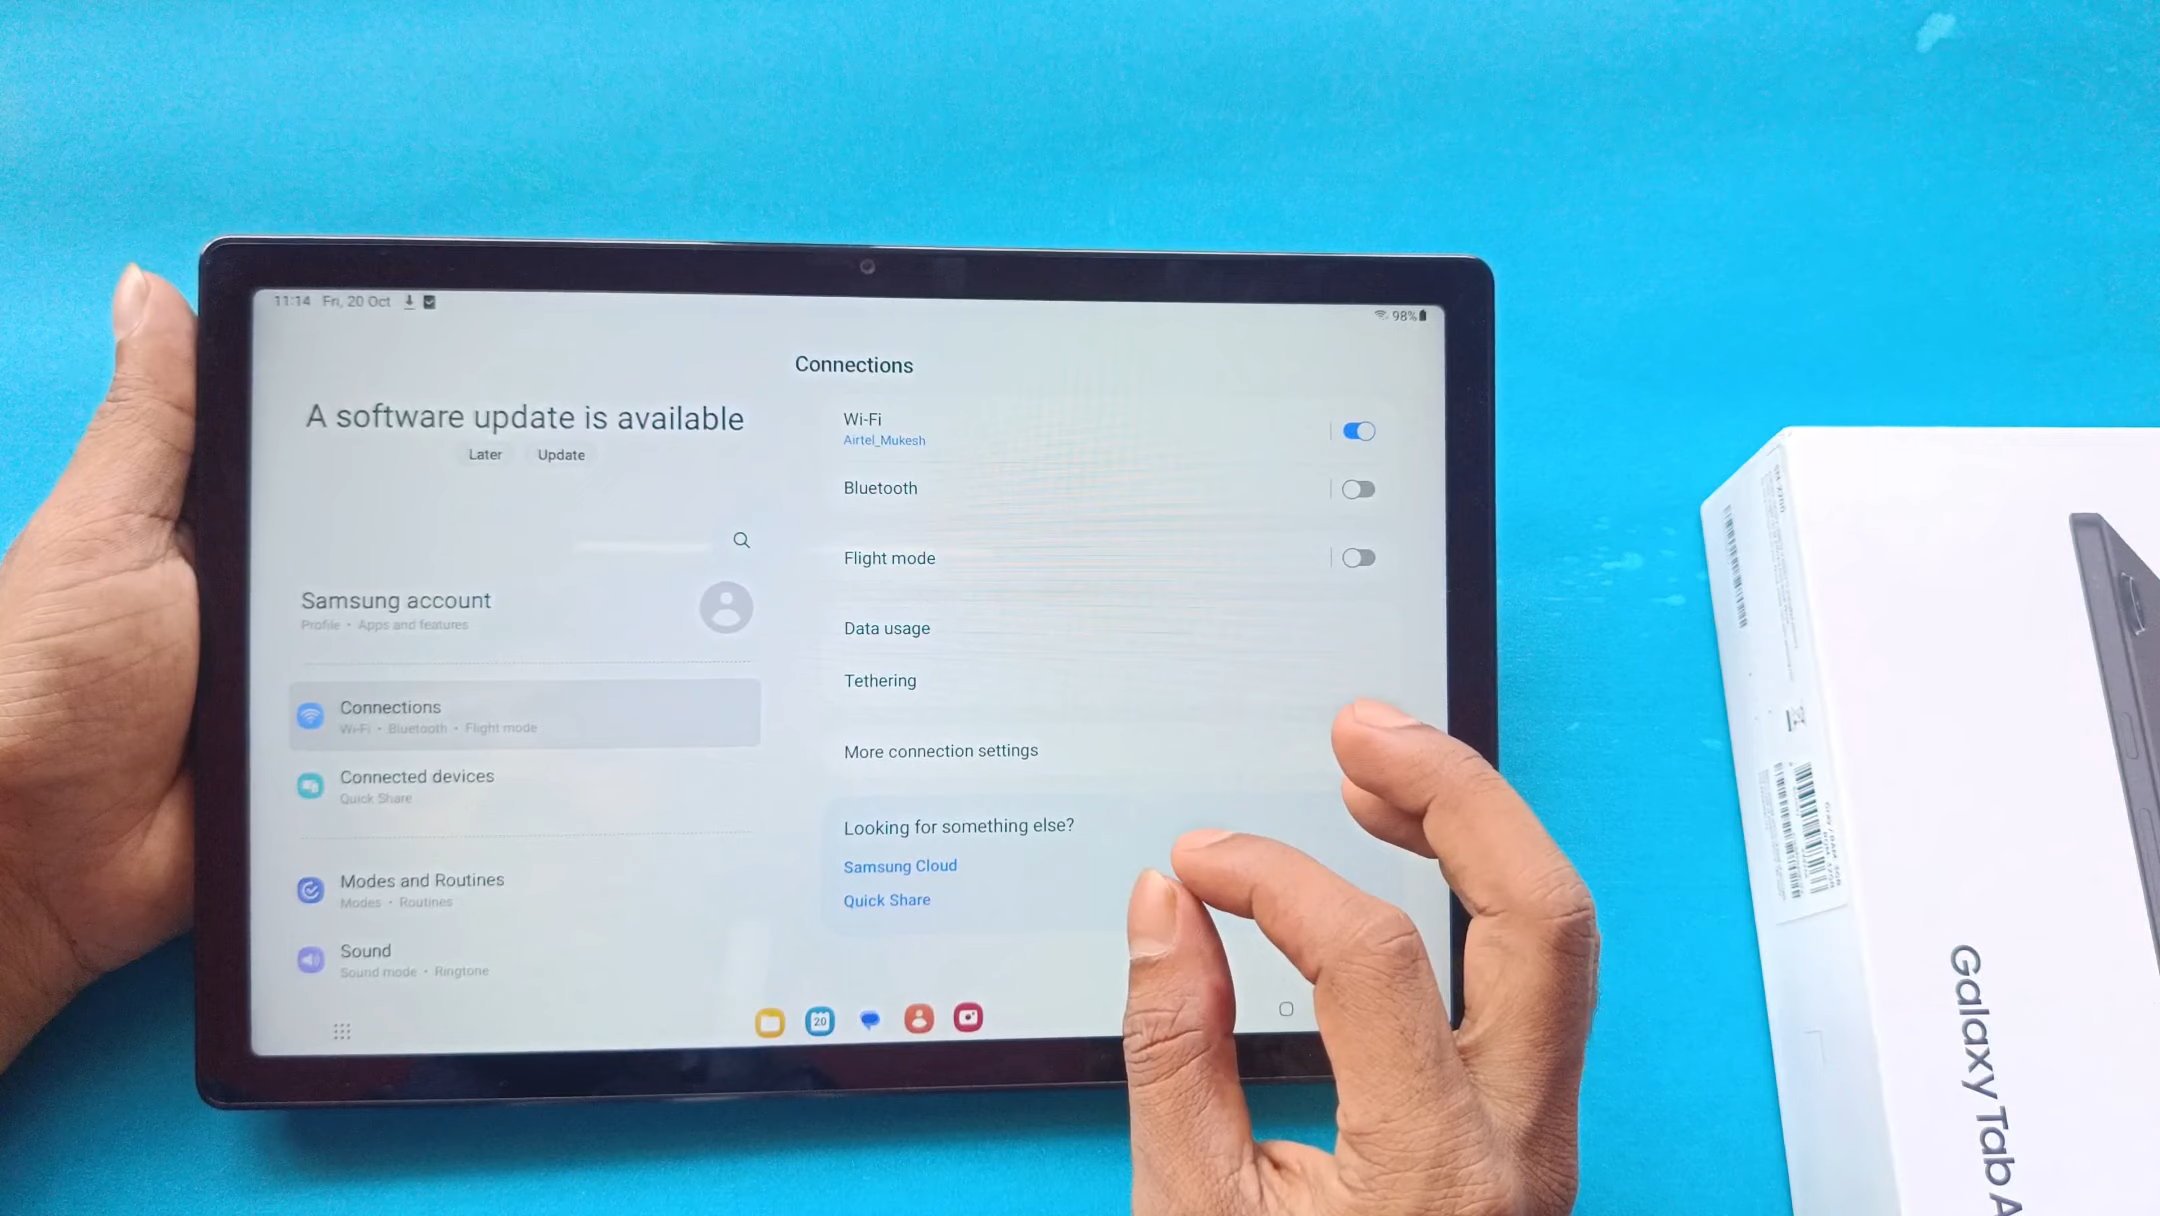 11:14 Fri, 20 Oct
98%
A software update is available
Later Update
Samsung account
Profile • Apps and features
Connections
Wi-Fi • Bluetooth • Flight mode
Connected devices
Quick Share
Modes and Routines
Modes • Routines
Sound
Sound mode • Ringtone
Connections
Wi-Fi
Airtel_Mukesh
Bluetooth
Flight mode
Data usage
Tethering
More connection settings
Looking for something else?
Samsung Cloud
Quick Share
20
Galaxy Tab A